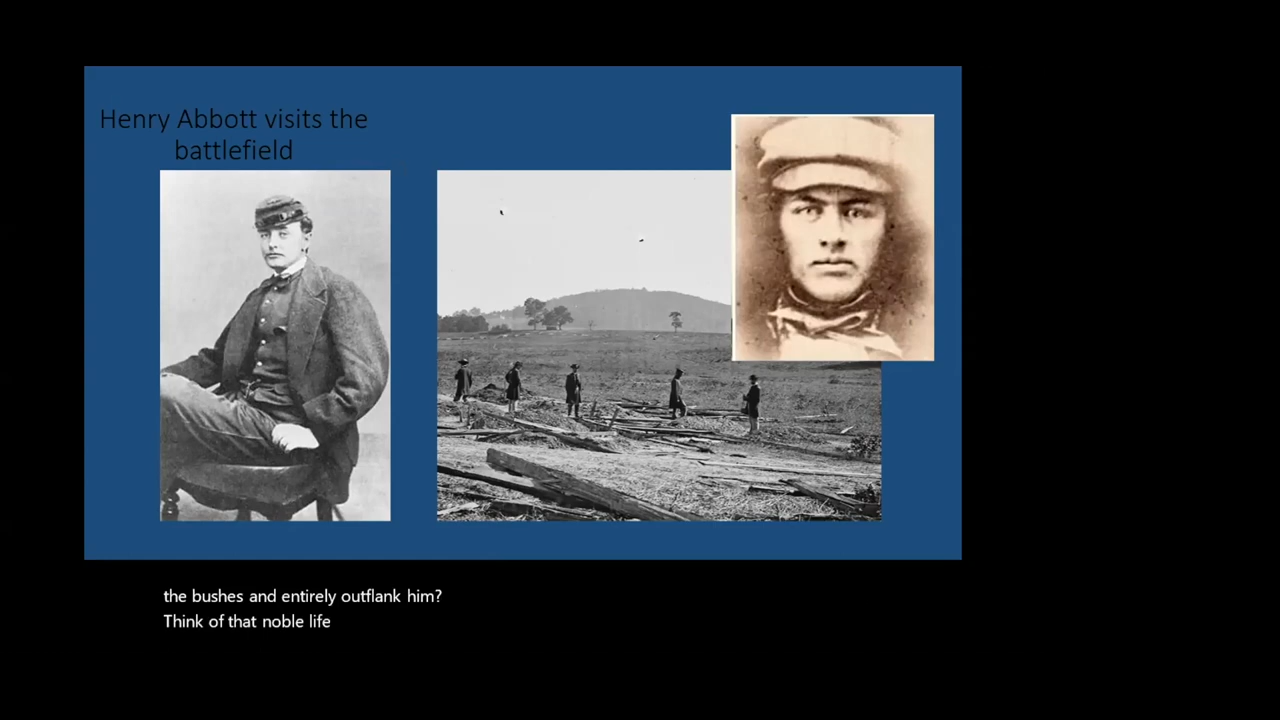 Henry Abbott visits the
battlefield
the bushes and entirely outflank him?
Think of that noble life